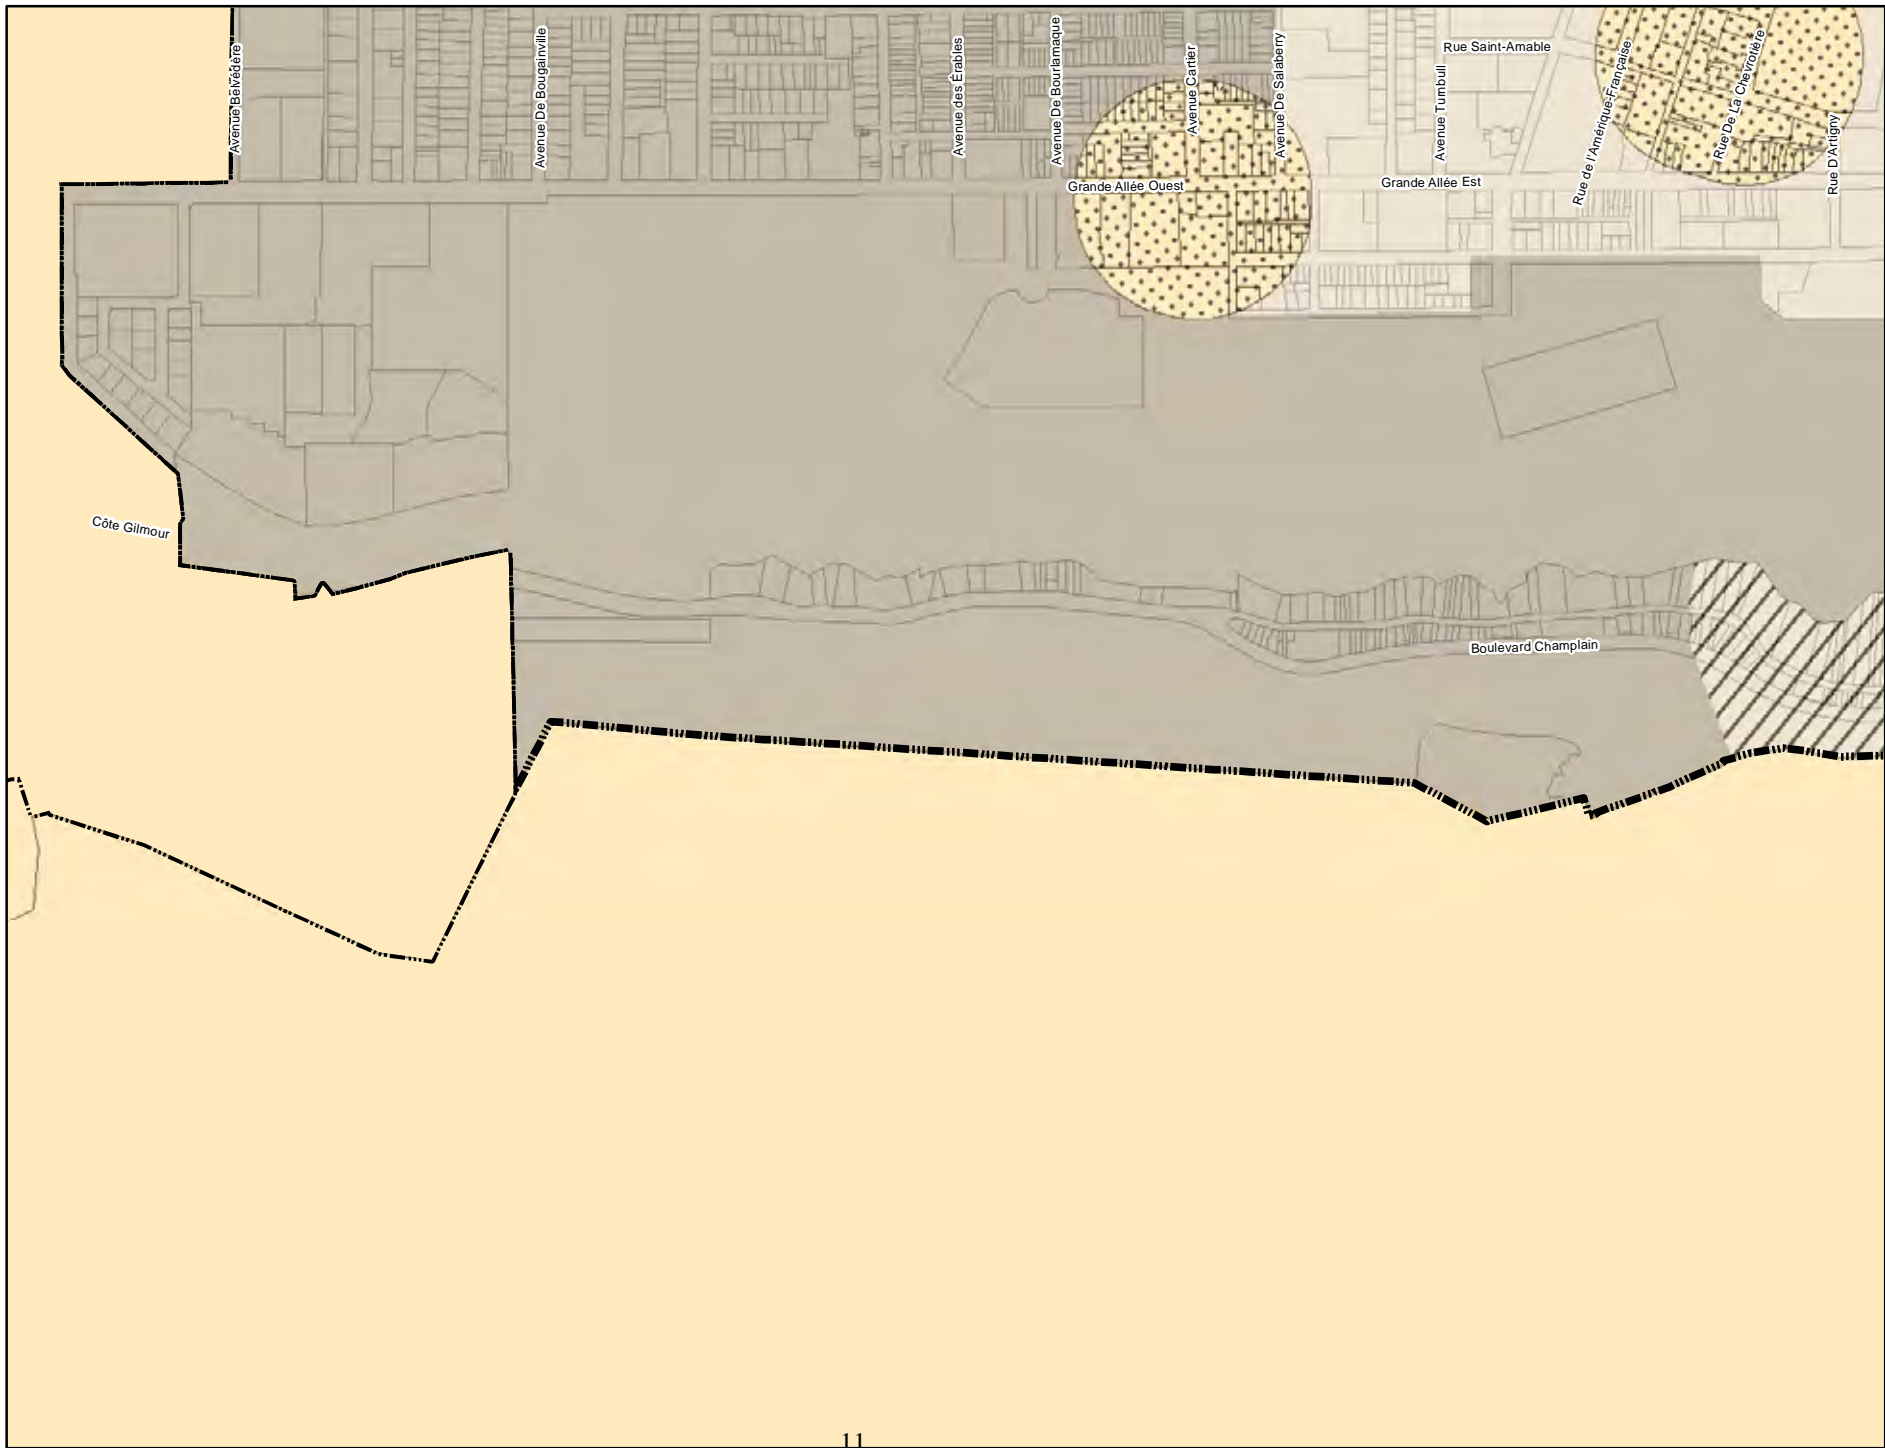 Avenue Belvédère
Avenue De Bougainville
Avenue des Érables
Avenue De Bourlamaque
Avenue Cartier
Avenue De Salaberry
Avenue Turnbull
Rue Saint-Amable
Rue de l'Amérique-Française
Rue De La Chevrotière
Rue D'Artigny
Grande Allée Ouest
Grande Allée Est
Côte Gilmour
Boulevard Champlain
11